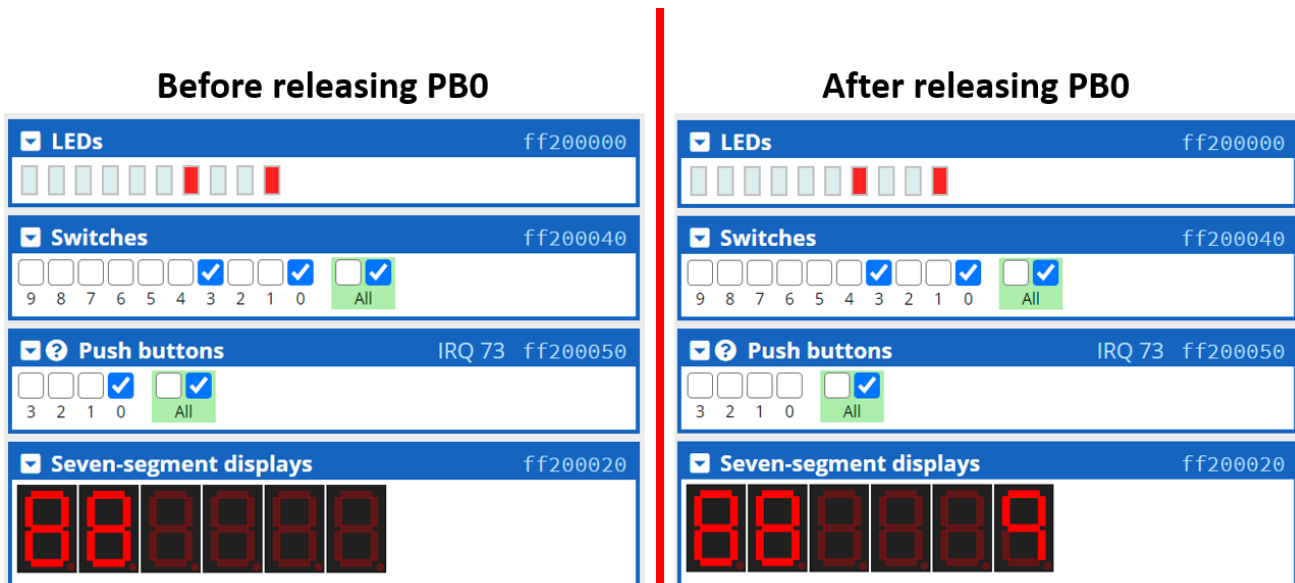 Before releasing PB0
LEDs ff200000
Switches ff200040
9 8 7 6 5 4 3 2 1 0 All
? Push buttons IRQ 73 ff200050
3 2 1 0 All
Seven-segment displays ff200020
88
After releasing PB0
LEDs ff200000
Switches ff200040
9 8 7 6 5 4 3 2 1 0 All
? Push buttons IRQ 73 ff200050
3 2 1 0 All
Seven-segment displays ff200020
88 9